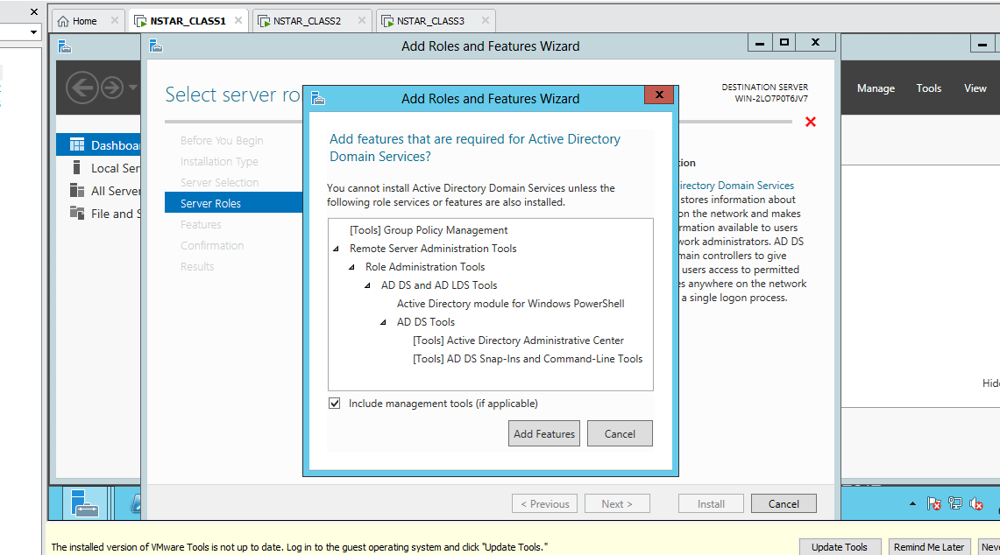 Home
NSTAR_CLASS1
NSTAR_CLASS2
NSTAR_CLASS3
Add Roles and Features Wizard
Manage Tools View
Select server ro
DESTINATION SERVER
WIN-2LO7P0T6JV7
Dashboa
Local Ser
All Server
File and S
Before You Begin
Installation Type
Server Selection
Server Roles
Features
Confirmation
Results
Add Roles and Features Wizard
Add features that are required for Active Directory
Domain Services?
You cannot install Active Directory Domain Services unless the
following role services or features are also installed.
[Tools] Group Policy Management
Remote Server Administration Tools
Role Administration Tools
AD DS and AD LDS Tools
Active Directory module for Windows PowerShell
AD DS Tools
[Tools] Active Directory Administrative Center
[Tools] AD DS Snap-Ins and Command-Line Tools
Include management tools (if applicable)
Add Features Cancel
tion
irectory Domain Services
stores information about
on the network and makes
rmation available to users
work administrators. AD DS
main controllers to give
users access to permitted
es anywhere on the network
a single logon process.
Hide
< Previous Next > Install Cancel
The installed version of VMware Tools is not up to date. Log in to the guest operating system and click "Update Tools."
Update Tools Remind Me Later Neve